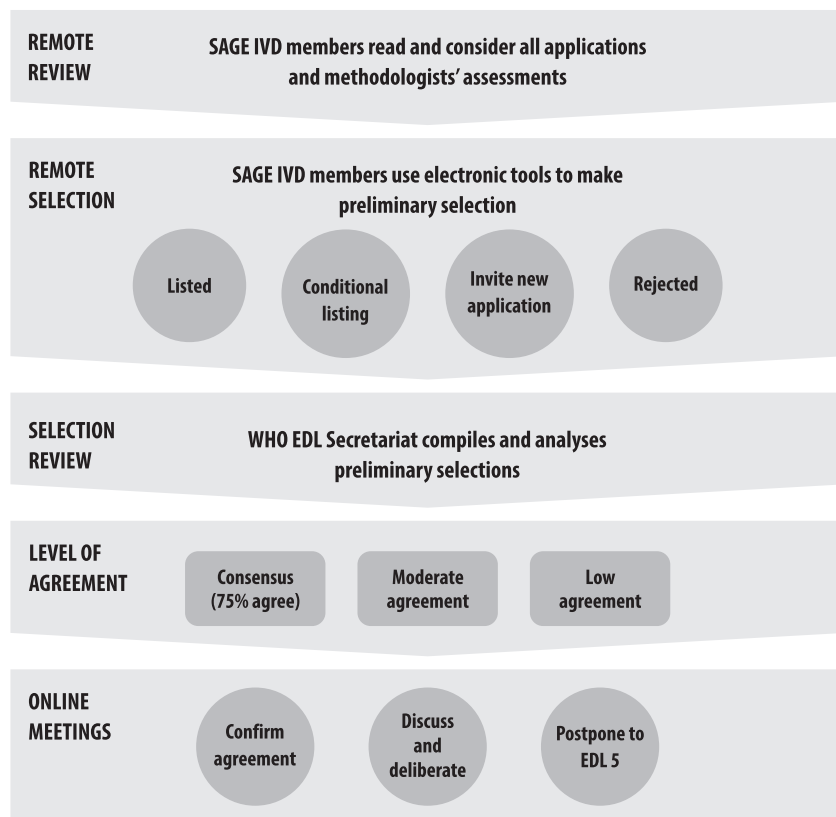 REMOTE
REVIEW
SAGE IVD members read and consider all applications
and methodologists’ assessments
REMOTE
SELECTION
SAGE IVD members use electronic tools to make
preliminary selection
Listed
Conditional
listing
Invite new
application
Rejected
SELECTION
REVIEW
WHO EDL Secretariat compiles and analyses
preliminary selections
LEVEL OF
AGREEMENT
Consensus
(75% agree)
Moderate
agreement
Low
agreement
ONLINE
MEETINGS
Confirm
agreement
Discuss
and
deliberate
Postpone to
EDL 5